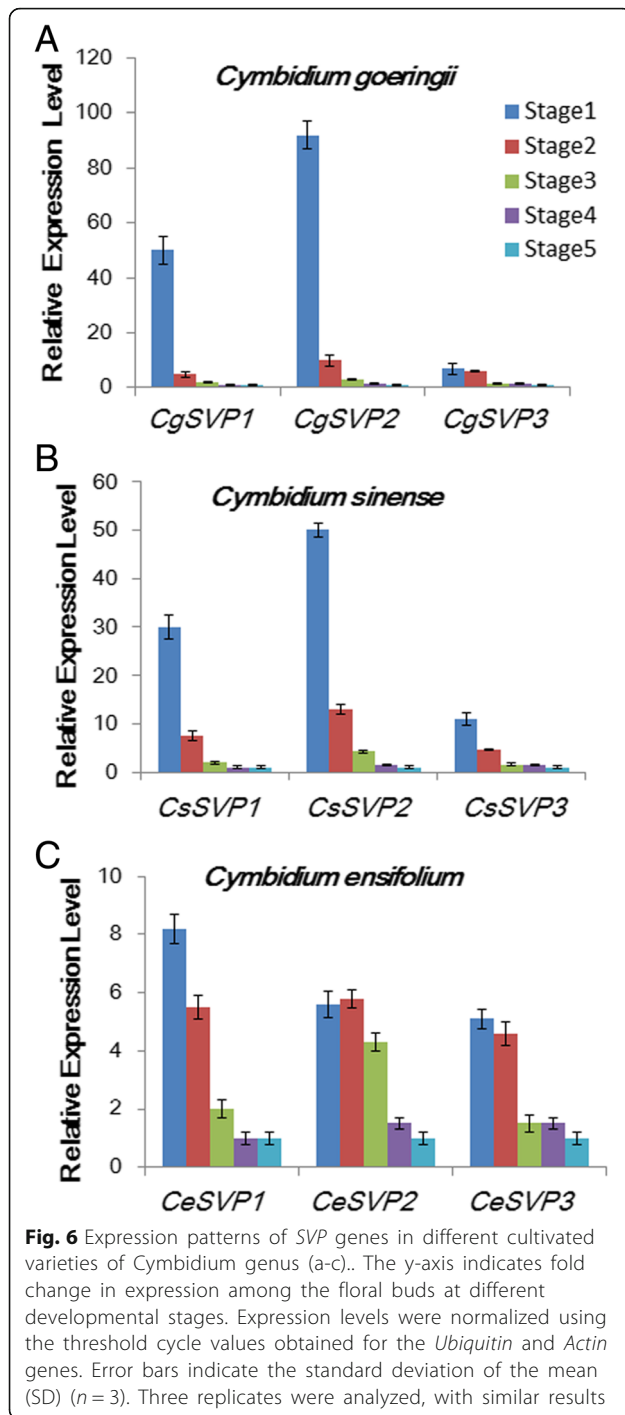 A
Cymbidium goeringii
Relative Expression Level
120
100
80
60
40
20
0
Stage1
Stage2
Stage3
Stage4
Stage5
CgSVP1 CgSVP2 CgSVP3
B
Cymbidium sinense
Relative Expression Level
60
50
40
30
20
10
0
CsSVP1 CsSVP2 CsSVP3
C
Cymbidium ensifolium
Relative Expression Level
10
8
6
4
2
0
CeSVP1 CeSVP2 CeSVP3
Fig. 6 Expression patterns of SVP genes in different cultivated
varieties of Cymbidium genus (a-c).. The y-axis indicates fold
change in expression among the floral buds at different
developmental stages. Expression levels were normalized using
the threshold cycle values obtained for the Ubiquitin and Actin
genes. Error bars indicate the standard deviation of the mean
(SD) (n = 3). Three replicates were analyzed, with similar results